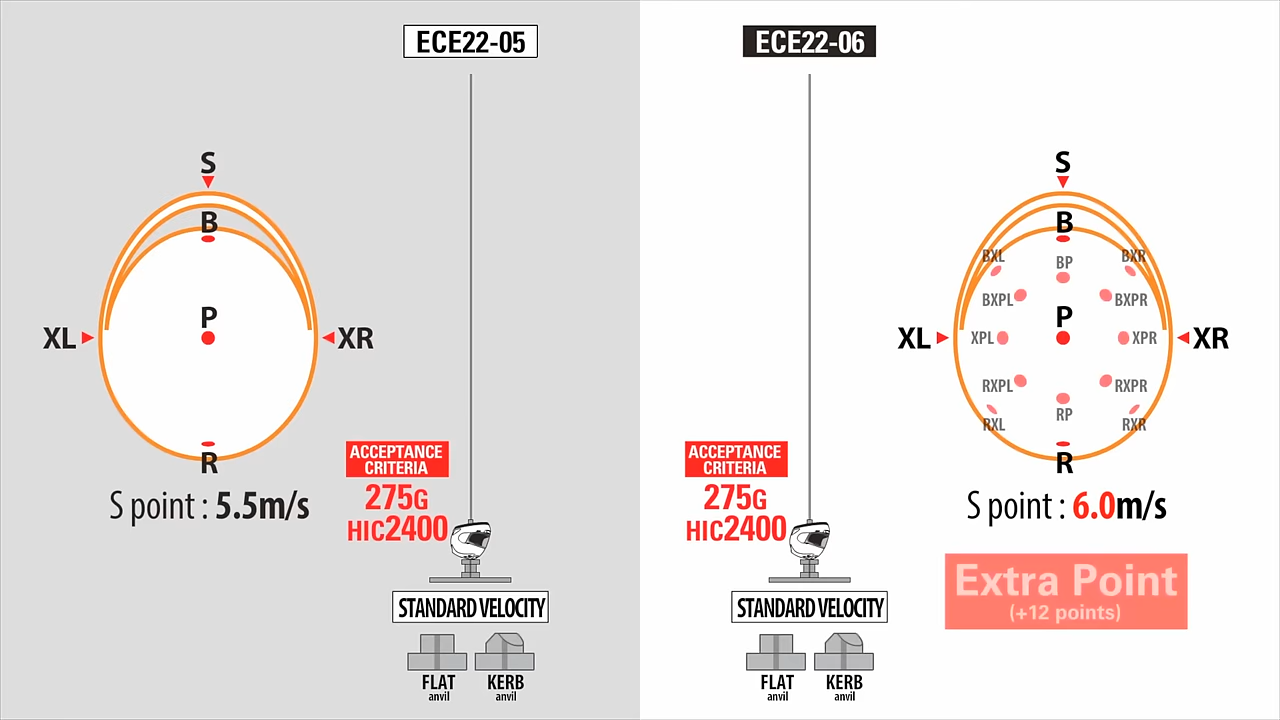 ECE22-05
S
B
P
XL
XR
R
S point : 5.5m/s
ACCEPTANCE
CRITERIA
275G
HIC2400
STANDARD VELOCITY
FLAT
anvil
KERB
anvil
ECE22-06
S
B
BXL
BP
BXR
BXPL
BXPR
P
XL
XPL
XPR
XR
RXPL
RXPR
RP
RXL
RXR
R
S point : 6.0m/s
ACCEPTANCE
CRITERIA
275G
HIC2400
Extra Point
(+12 points)
STANDARD VELOCITY
FLAT
anvil
KERB
anvil